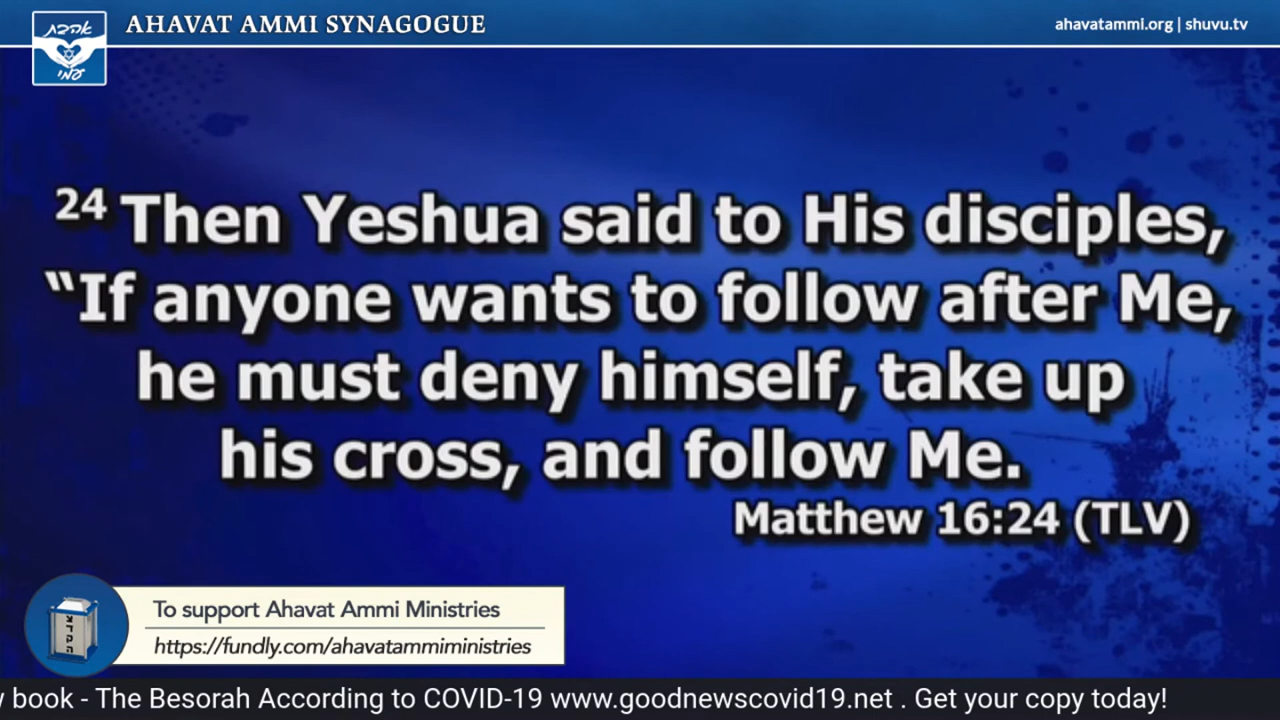 אהבת
עמי
AHAVAT AMMI SYNAGOGUE
ahavatammi.org | shuvu.tv
24 Then Yeshua said to His disciples,
“If anyone wants to follow after Me,
he must deny himself, take up
his cross, and follow Me.
Matthew 16:24 (TLV)
To support Ahavat Ammi Ministries
https://fundly.com/ahavatammiministries
book - The Besorah According to COVID-19 www.goodnewscovid19.net . Get your copy today!